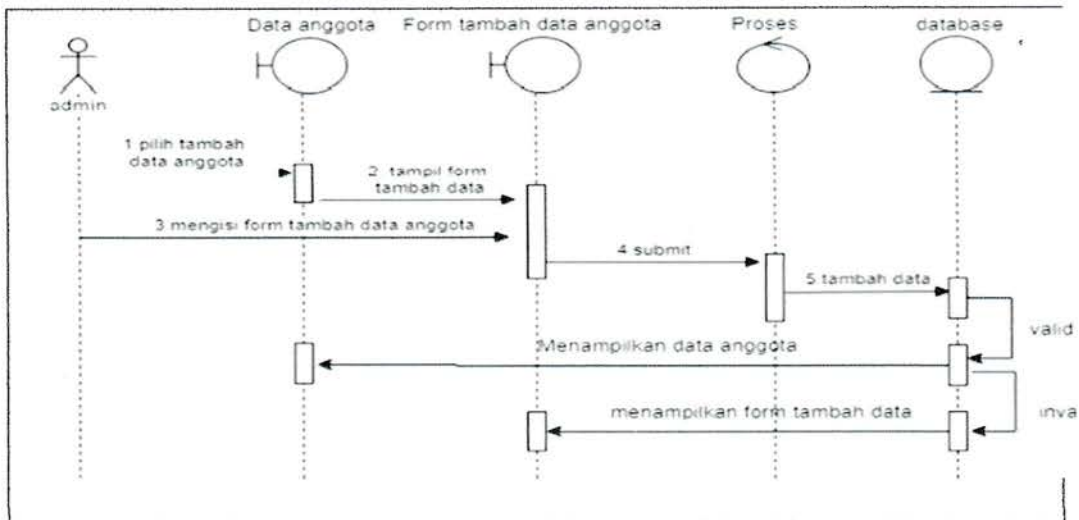 Data anggota
Form tambah data anggota
Proses
database
admin
1 pilih tambah
data anggota
2 tampil form
tambah data
3 mengisi form tambah data anggota
4 submit
5 tambah data
valid
Menampilkan data anggota
menampilkan form tambah data
inva